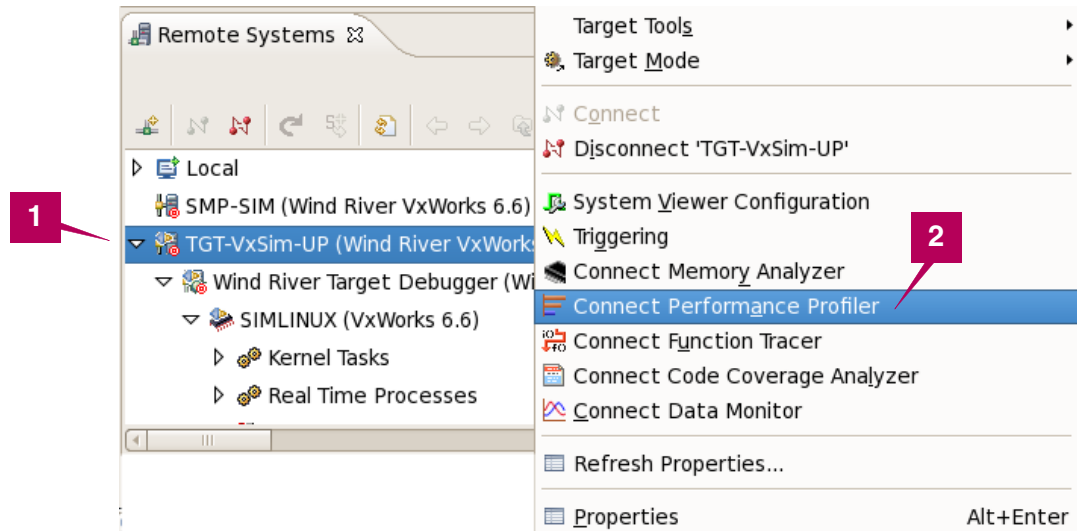 Remote Systems
Local
SMP-SIM (Wind River VxWorks 6.6)
1
TGT-VxSim-UP (Wind River VxWorks
Wind River Target Debugger (Wi
SIMLINUX (VxWorks 6.6)
Kernel Tasks
Real Time Processes
Target Tools
Target Mode
Connect
Disconnect 'TGT-VxSim-UP'
System Viewer Configuration
Triggering
2
Connect Memory Analyzer
Connect Performance Profiler
Connect Function Tracer
Connect Code Coverage Analyzer
Connect Data Monitor
Refresh Properties...
Properties Alt+Enter